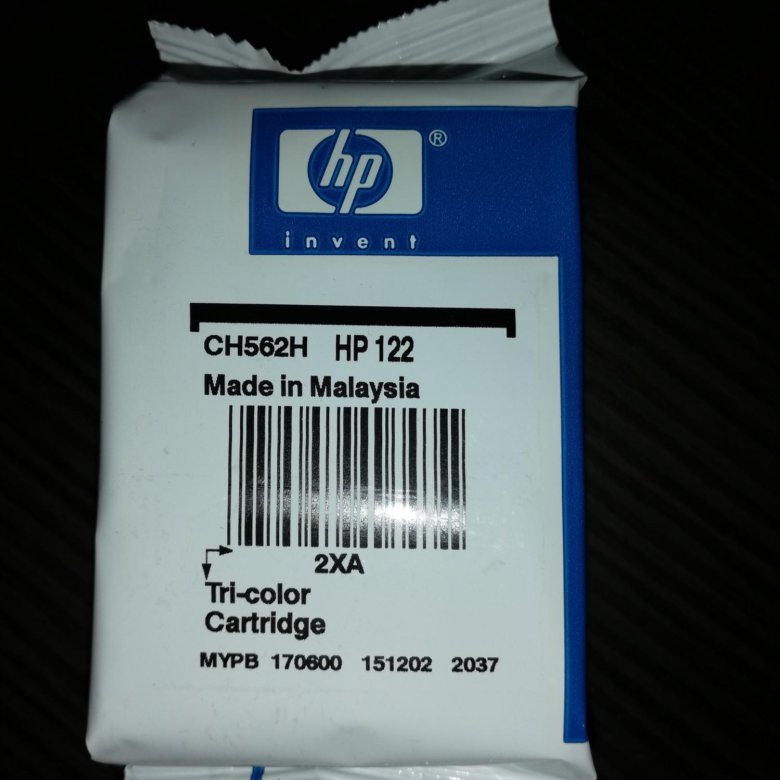 hp ®
invent
CH562H HP 122
Made in Malaysia
2XA
Tri-color
Cartridge
MYPB 170600 151202 2037